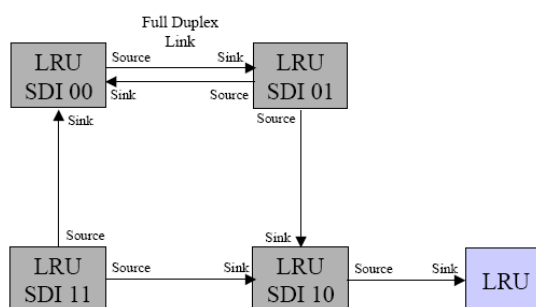 Full Duplex
Link
Source Sink
LRU
SDI 00
LRU
SDI 01
Sink Source
Sink
Source
Source
Sink
LRU
SDI 11
Source Sink
LRU
SDI 10
Source Sink
LRU